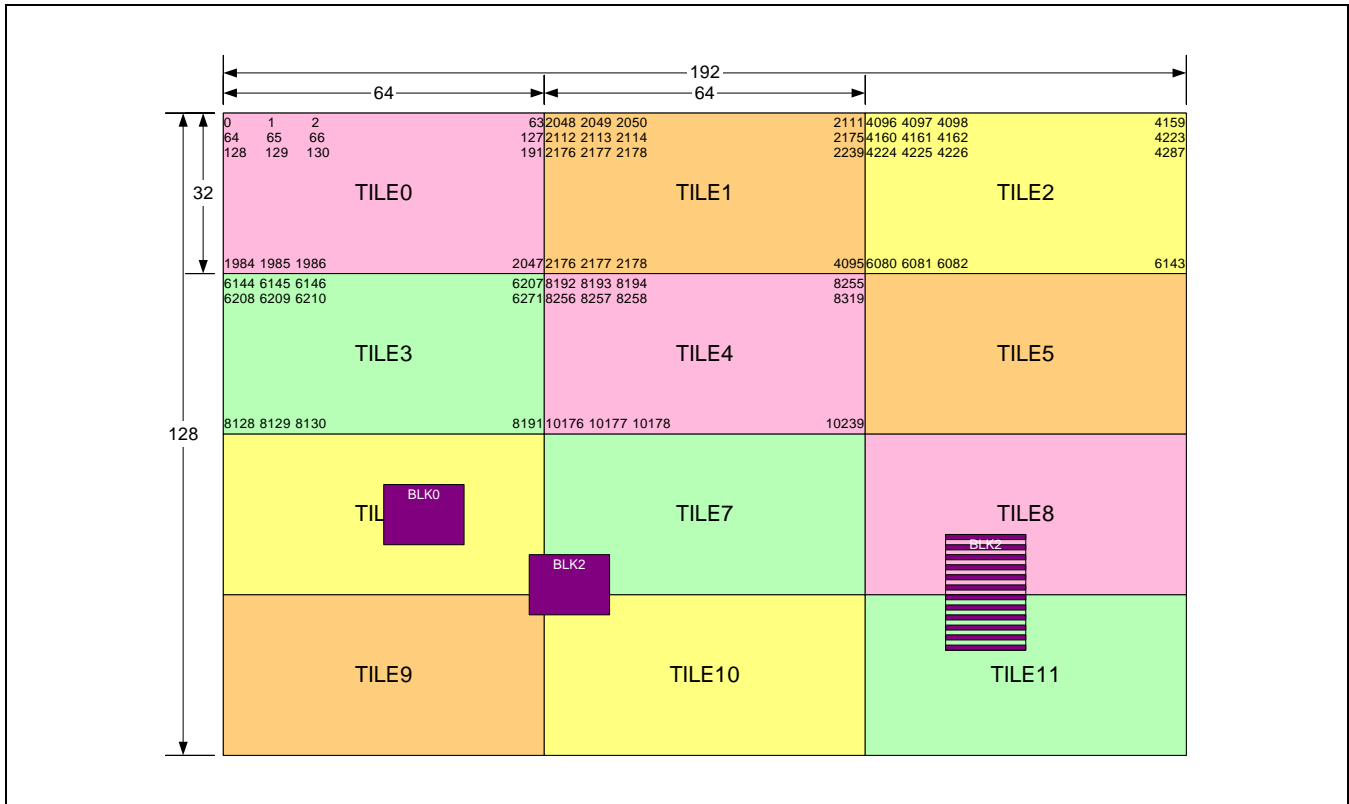 192
64 64
0 1 2 63 2048 2049 2050 2111 4096 4097 4098 4159
64 65 66 127 2112 2113 2114 2175 4160 4161 4162 4223
128 129 130 191 2176 2177 2178 2239 4224 4225 4226 4287
32 TILE0 TILE1 TILE2
1984 1985 1986 2047 2176 2177 2178 4095 6080 6081 6082 6143
6144 6145 6146 6207 8192 8193 8194 8255
6208 6209 6210 6271 8256 8257 8258 8319
TILE3 TILE4 TILE5
8128 8129 8130 8191 10176 10177 10178 10239
128
BLK0
TIL TILE7 TILE8
BLK2
BLK2
TILE9 TILE10 TILE11